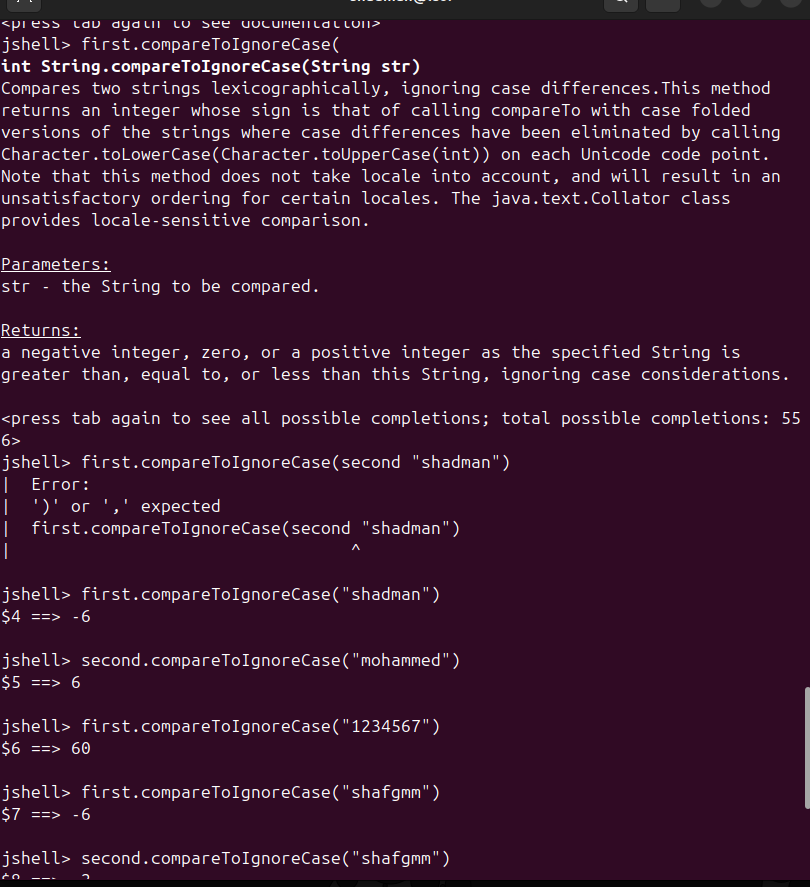 <press tab again to see documentation>
jshell> first.compareToIgnoreCase(
int String.compareToIgnoreCase(String str)
Compares two strings lexicographically, ignoring case differences.This method
returns an integer whose sign is that of calling compareTo with case folded
versions of the strings where case differences have been eliminated by calling
Character.toLowerCase(Character.toUpperCase(int)) on each Unicode code point.
Note that this method does not take locale into account, and will result in an
unsatisfactory ordering for certain locales. The java.text.Collator class
provides locale-sensitive comparison.
Parameters:
str - the String to be compared.
Returns:
a negative integer, zero, or a positive integer as the specified String is
greater than, equal to, or less than this String, ignoring case considerations.
<press tab again to see all possible completions; total possible completions: 55
6>
jshell> first.compareToIgnoreCase(second "shadman")
|  Error:
|  ')' or ',' expected
|  first.compareToIgnoreCase(second "shadman")
|                                   ^
jshell> first.compareToIgnoreCase("shadman")
$4 ==> -6
jshell> second.compareToIgnoreCase("mohammed")
$5 ==> 6
jshell> first.compareToIgnoreCase("1234567")
$6 ==> 60
jshell> first.compareToIgnoreCase("shafgmm")
$7 ==> -6
jshell> second.compareToIgnoreCase("shafgmm")
$8 ==>